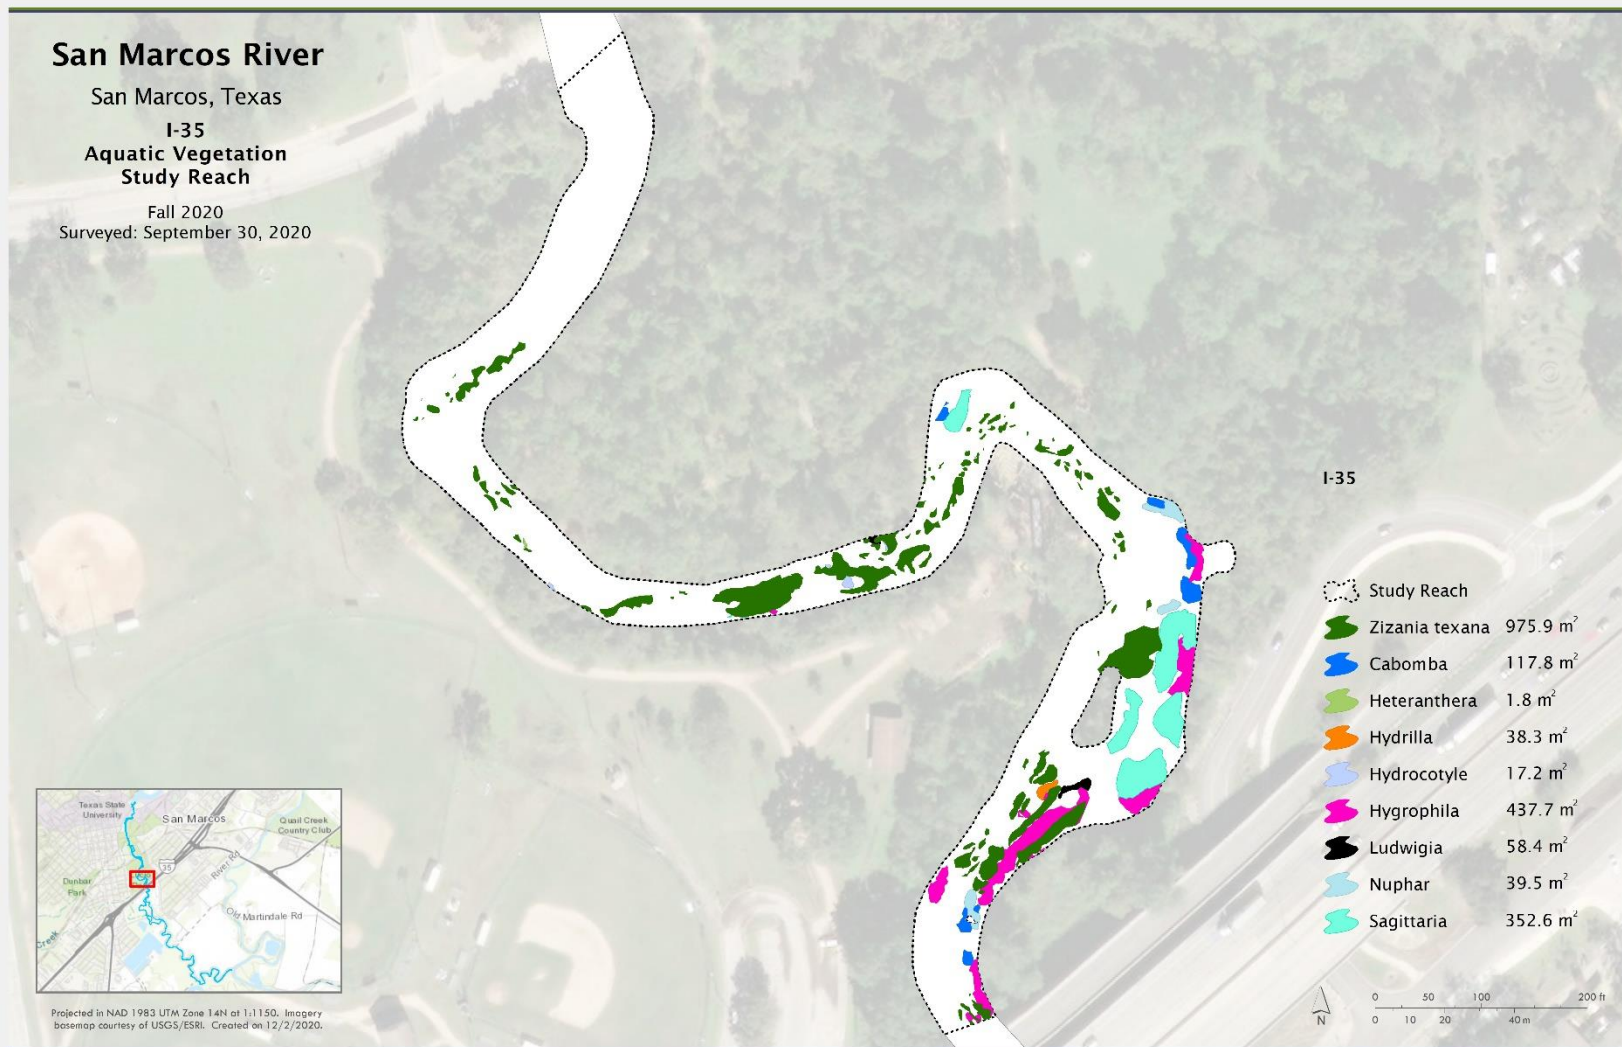 San Marcos River
San Marcos, Texas
I-35
Aquatic Vegetation
Study Reach
Fall 2020
Surveyed: September 30, 2020
I-35
Study Reach
Zizania texana 975.9 m²
Cabomba 117.8 m²
Heteranthera 1.8 m²
Hydrilla 38.3 m²
Hydrocotyle 17.2 m²
Hygrophila 437.7 m²
Ludwigia 58.4 m²
Nuphar 39.5 m²
Sagittaria 352.6 m²
Texas State
University
San Marcos
Quail Creek
Country Club
35
River Rd
Dunbar
Park
Old Martindale Rd
Creek
N
0 50 100 200 ft
0 10 20 40 m
Projected in NAD 1983 UTM Zone 14N at 1:1150. Imagery
basemap courtesy of USGS/ESRI. Created on 12/2/2020.